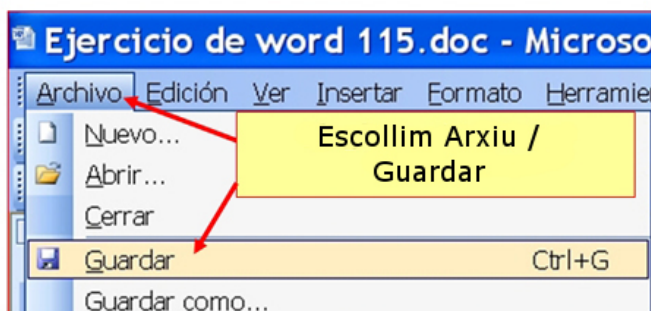 Ejercicio de word 115.doc - Microso
Archivo Edición Ver Insertar Formato Herramie
Nuevo...
Escollim Arxiu /
Guardar
Abrir...
Cerrar
Guardar Ctrl+G
Guardar como...